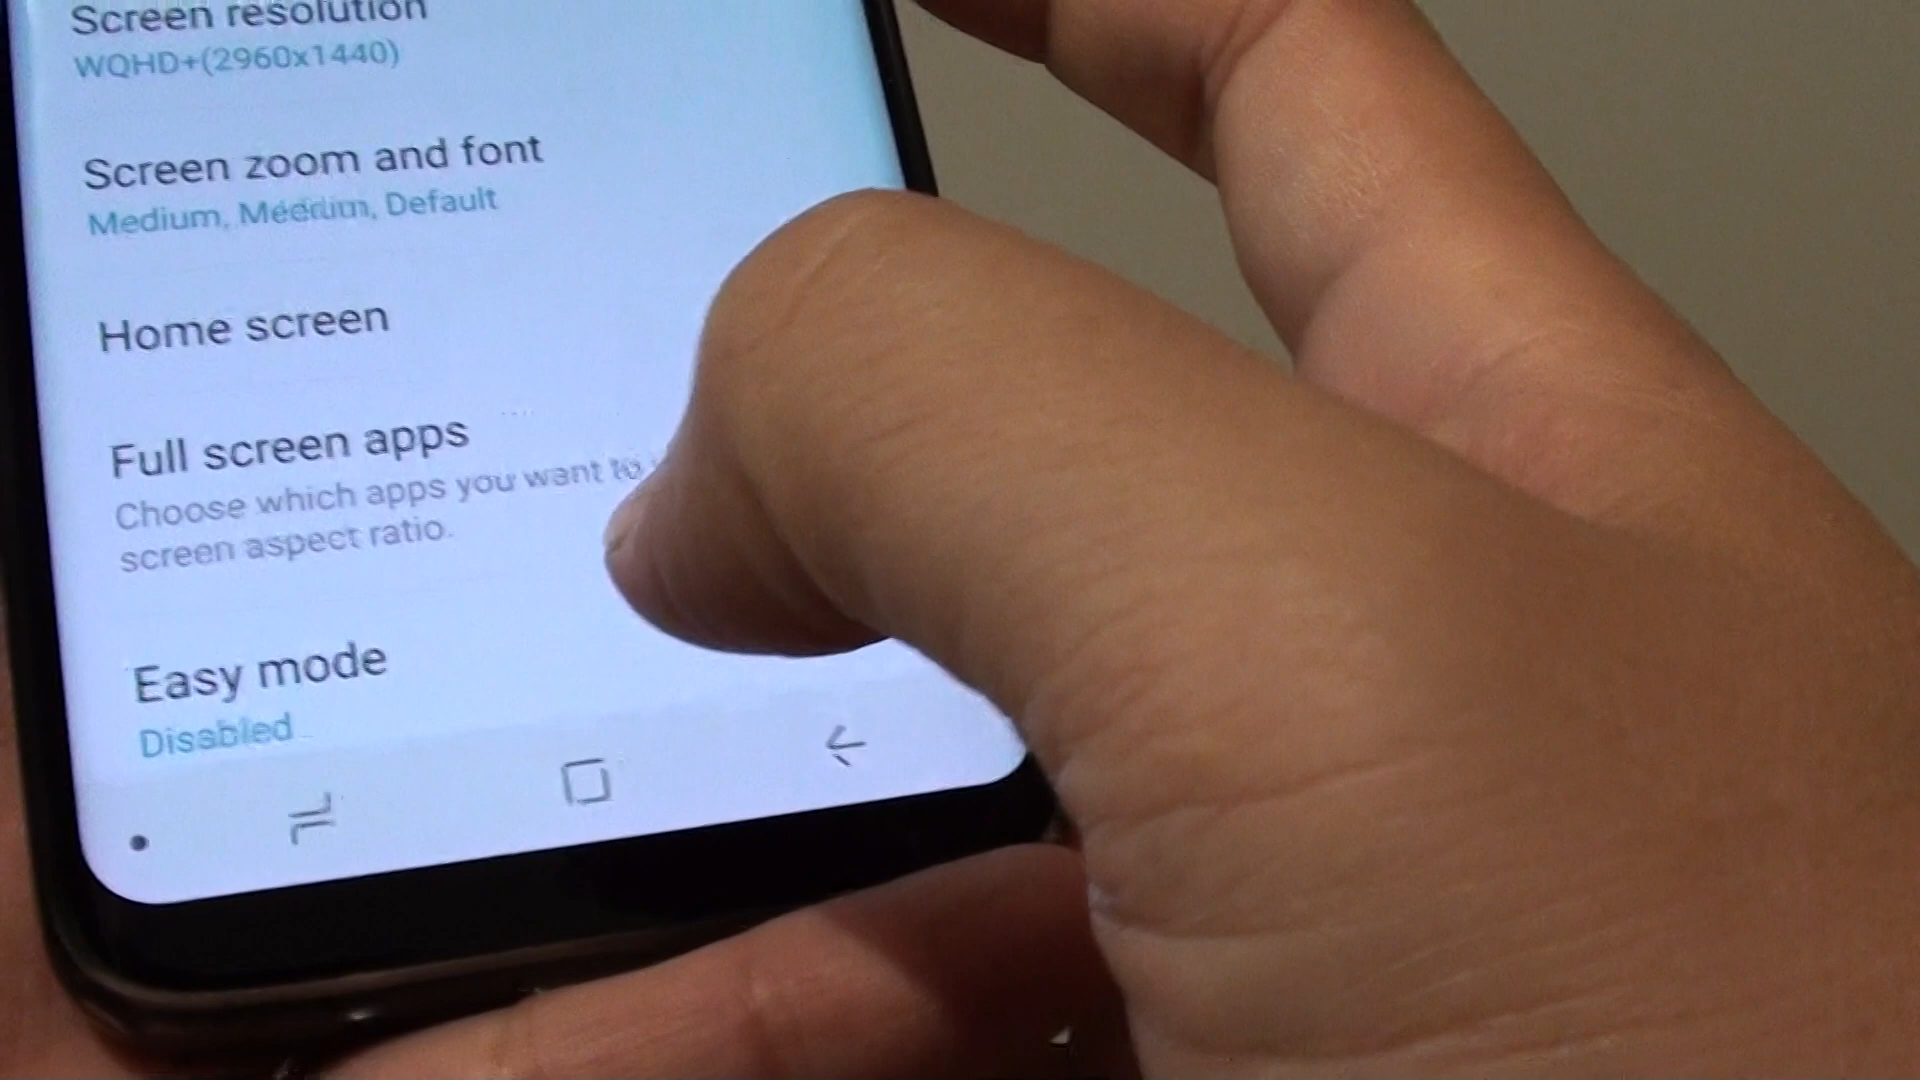 Screen resolution
WQHD+(2960x1440)
Screen zoom and font
Medium, Medium, Default
Home screen
Full screen apps
Choose which apps you want to
screen aspect ratio.
Easy mode
Disabled